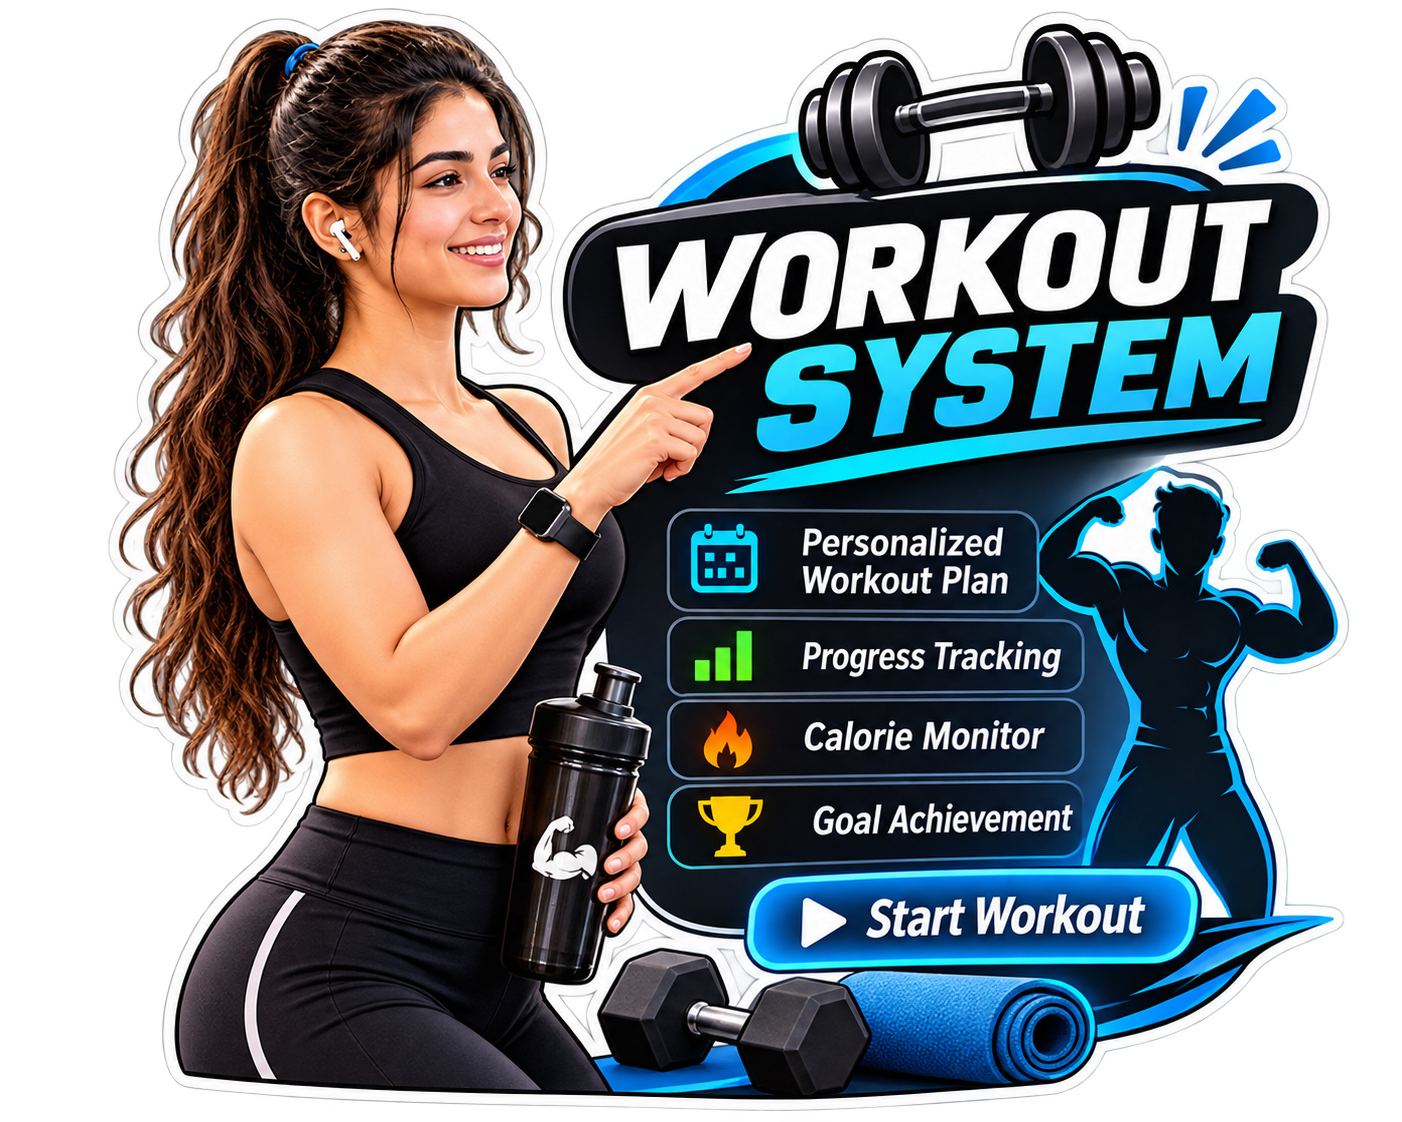 WORKOUT
SYSTEM
Personalized
Workout Plan
Progress Tracking
Calorie Monitor
Goal Achievement
Start Workout